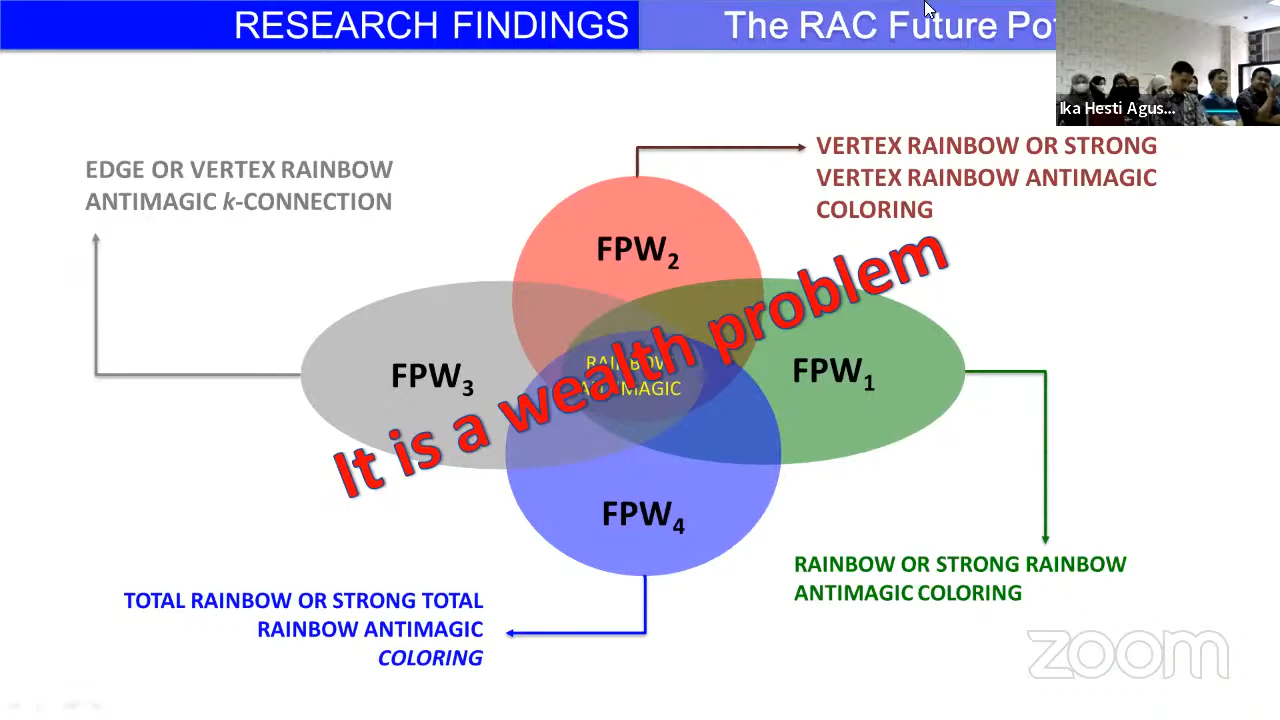 RESEARCH FINDINGS
The RAC Future
Ika Hesti Agus...
EDGE OR VERTEX RAINBOW
ANTIMAGIC k-CONNECTION
VERTEX RAINBOW OR STRONG
VERTEX RAINBOW ANTIMAGIC
COLORING
FPW2
FPW3
RAINBOW
ANTIMAGIC
FPW1
It is a wealth problem
FPW4
RAINBOW OR STRONG RAINBOW
ANTIMAGIC COLORING
TOTAL RAINBOW OR STRONG TOTAL
RAINBOW ANTIMAGIC
COLORING
zoom